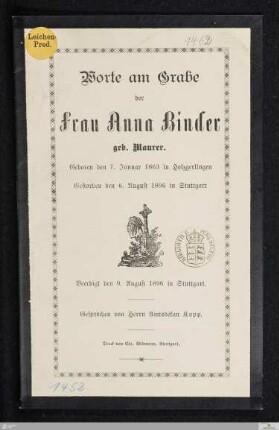 Leichen-
Pred.
1452
Worte am Grabe
der
Frau Anna Binder
geb. Maurer.
Geboren den 7. Januar 1863 in Holzgerlingen
Gestorben den 6. August 1896 in Stuttgart
Beerdigt den 9. August 1896 in Stuttgart.
Gesprochen von Herrn Amtsdekan Kopp.
Druck von Chr. Stuttgart.
1452